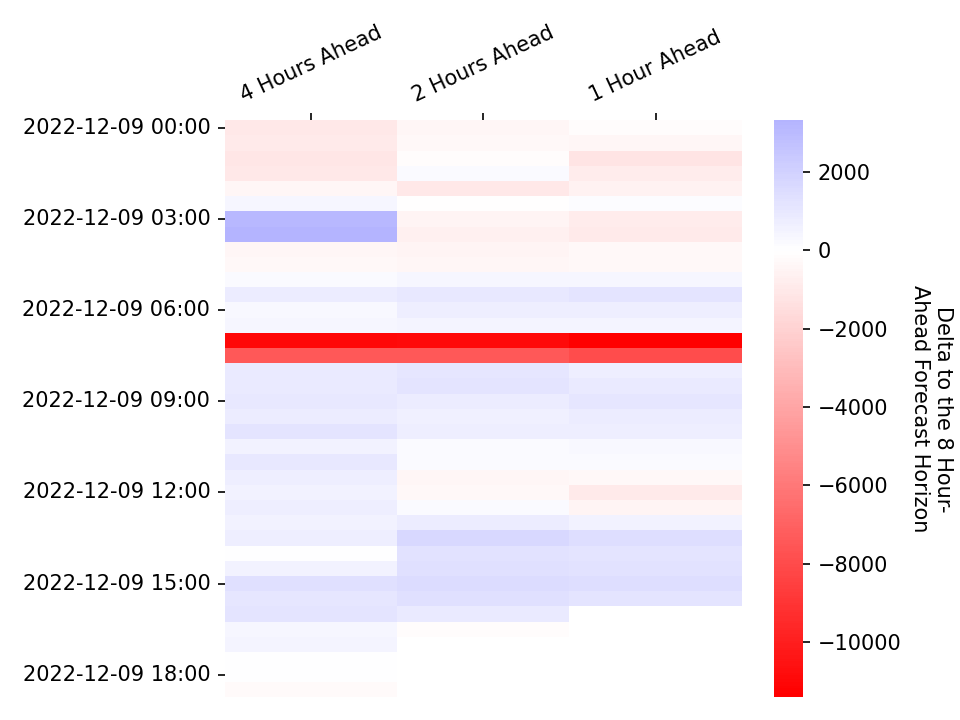 4 Hours Ahead
2 Hours Ahead
1 Hour Ahead
2022-12-09 00:00
2022-12-09 03:00
2022-12-09 06:00
2022-12-09 09:00
2022-12-09 12:00
2022-12-09 15:00
2022-12-09 18:00
2000
0
−2000
−4000
−6000
−8000
−10000
Delta to the 8 Hour-
Ahead Forecast Horizon